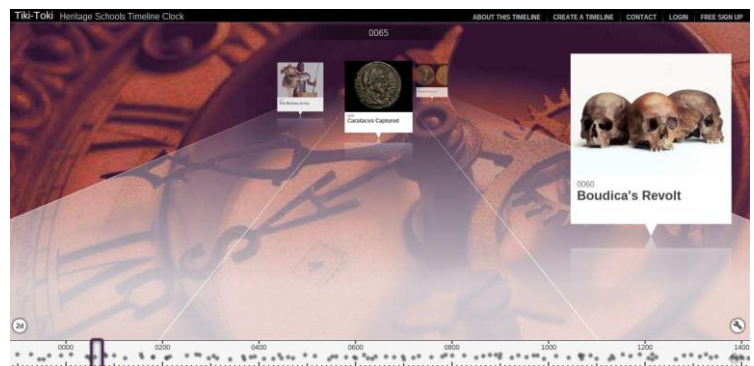 Tiki-Toki Heritage Schools Timeline Clock
ABOUT THIS TIMELINE
CREATE A TIMELINE
CONTACT
LOGIN
FREE SIGN UP
0065
The Roman Army
Caratacus Captured
0060
Boudica's Revolt
2d
0000 0200 0400 0600 0800 1000 1200 1400